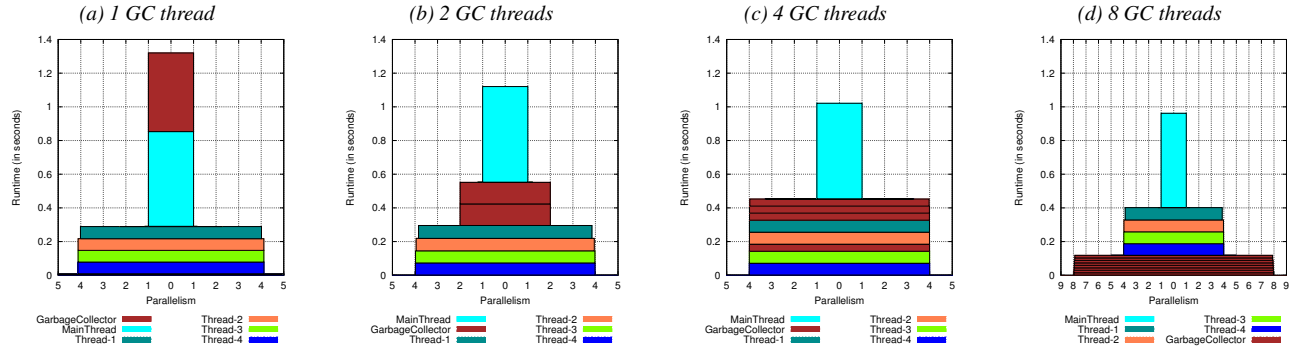 (a) 1 GC thread
1.4
1.2
1
0.8
0.6
0.4
0.2
0
Runtime (in seconds)
5 4 3 2 1 0 1 2 3 4 5
Parallelism
GarbageCollector
MainThread
Thread-1
Thread-2
Thread-3
Thread-4
(b) 2 GC threads
1.4
1.2
1
0.8
0.6
0.4
0.2
0
Runtime (in seconds)
5 4 3 2 1 0 1 2 3 4 5
Parallelism
MainThread
GarbageCollector
Thread-1
Thread-2
Thread-3
Thread-4
(c) 4 GC threads
1.4
1.2
1
0.8
0.6
0.4
0.2
0
Runtime (in seconds)
5 4 3 2 1 0 1 2 3 4 5
Parallelism
MainThread
GarbageCollector
Thread-1
Thread-2
Thread-3
Thread-4
(d) 8 GC threads
1.4
1.2
1
0.8
0.6
0.4
0.2
0
Runtime (in seconds)
9 8 7 6 5 4 3 2 1 0 1 2 3 4 5 6 7 8 9
Parallelism
MainThread
Thread-1
Thread-2
Thread-3
Thread-4
GarbageCollector